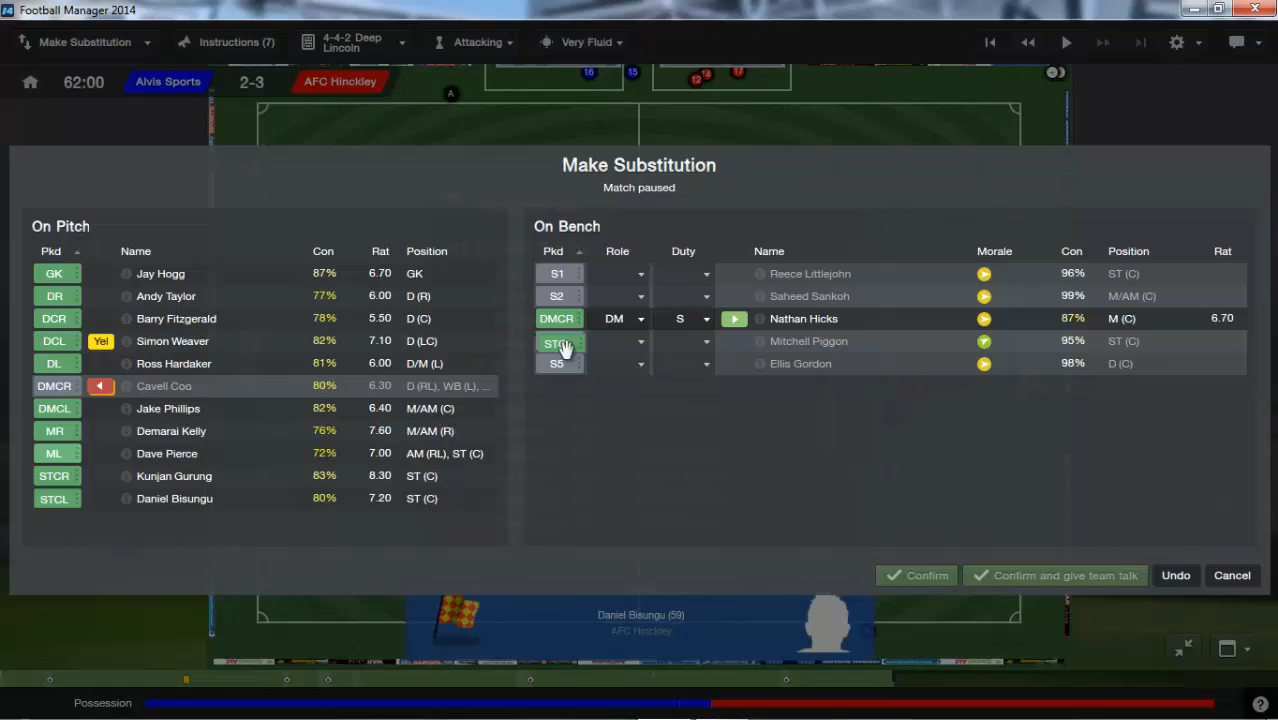 Football Manager 2014
Make Substitution
Instructions (7)
4-4-2 Deep
Lincoln
Attacking
Very Fluid
62:00
Alvis Sports
2-3
AFC Hinckley
A
16
15
12
14
17
Make Substitution
Match paused
On Pitch
Pkd Name Con Rat Position
GK Jay Hogg 87% 6.70 GK
DR Andy Taylor 77% 6.00 D (R)
DCR Barry Fitzgerald 78% 5.50 D (C)
DCL Yel Simon Weaver 82% 7.10 D (LC)
DL Ross Hardaker 81% 6.00 D/M (L)
DMCR Cavell Coo 80% 6.30 D (RL), WB (L), ...
DMCL Jake Phillips 82% 6.40 M/AM (C)
MR Demarai Kelly 76% 7.60 M/AM (R)
ML Dave Pierce 72% 7.00 AM (RL), ST (C)
STCR Kunjan Gurung 83% 8.30 ST (C)
STCL Daniel Bisungu 80% 7.20 ST (C)
On Bench
Pkd Role Duty Name Morale Con Position Rat
S1 Reece Littlejohn 96% ST (C)
S2 Saheed Sankoh 99% M/AM (C)
DMCR DM S Nathan Hicks 87% M (C) 6.70
Mitchell Piggon 95% ST (C)
S5 Ellis Gordon 98% D (C)
Confirm
Confirm and give team talk
Undo
Cancel
Daniel Bisungu (59)
AFC Hinckley
Possession